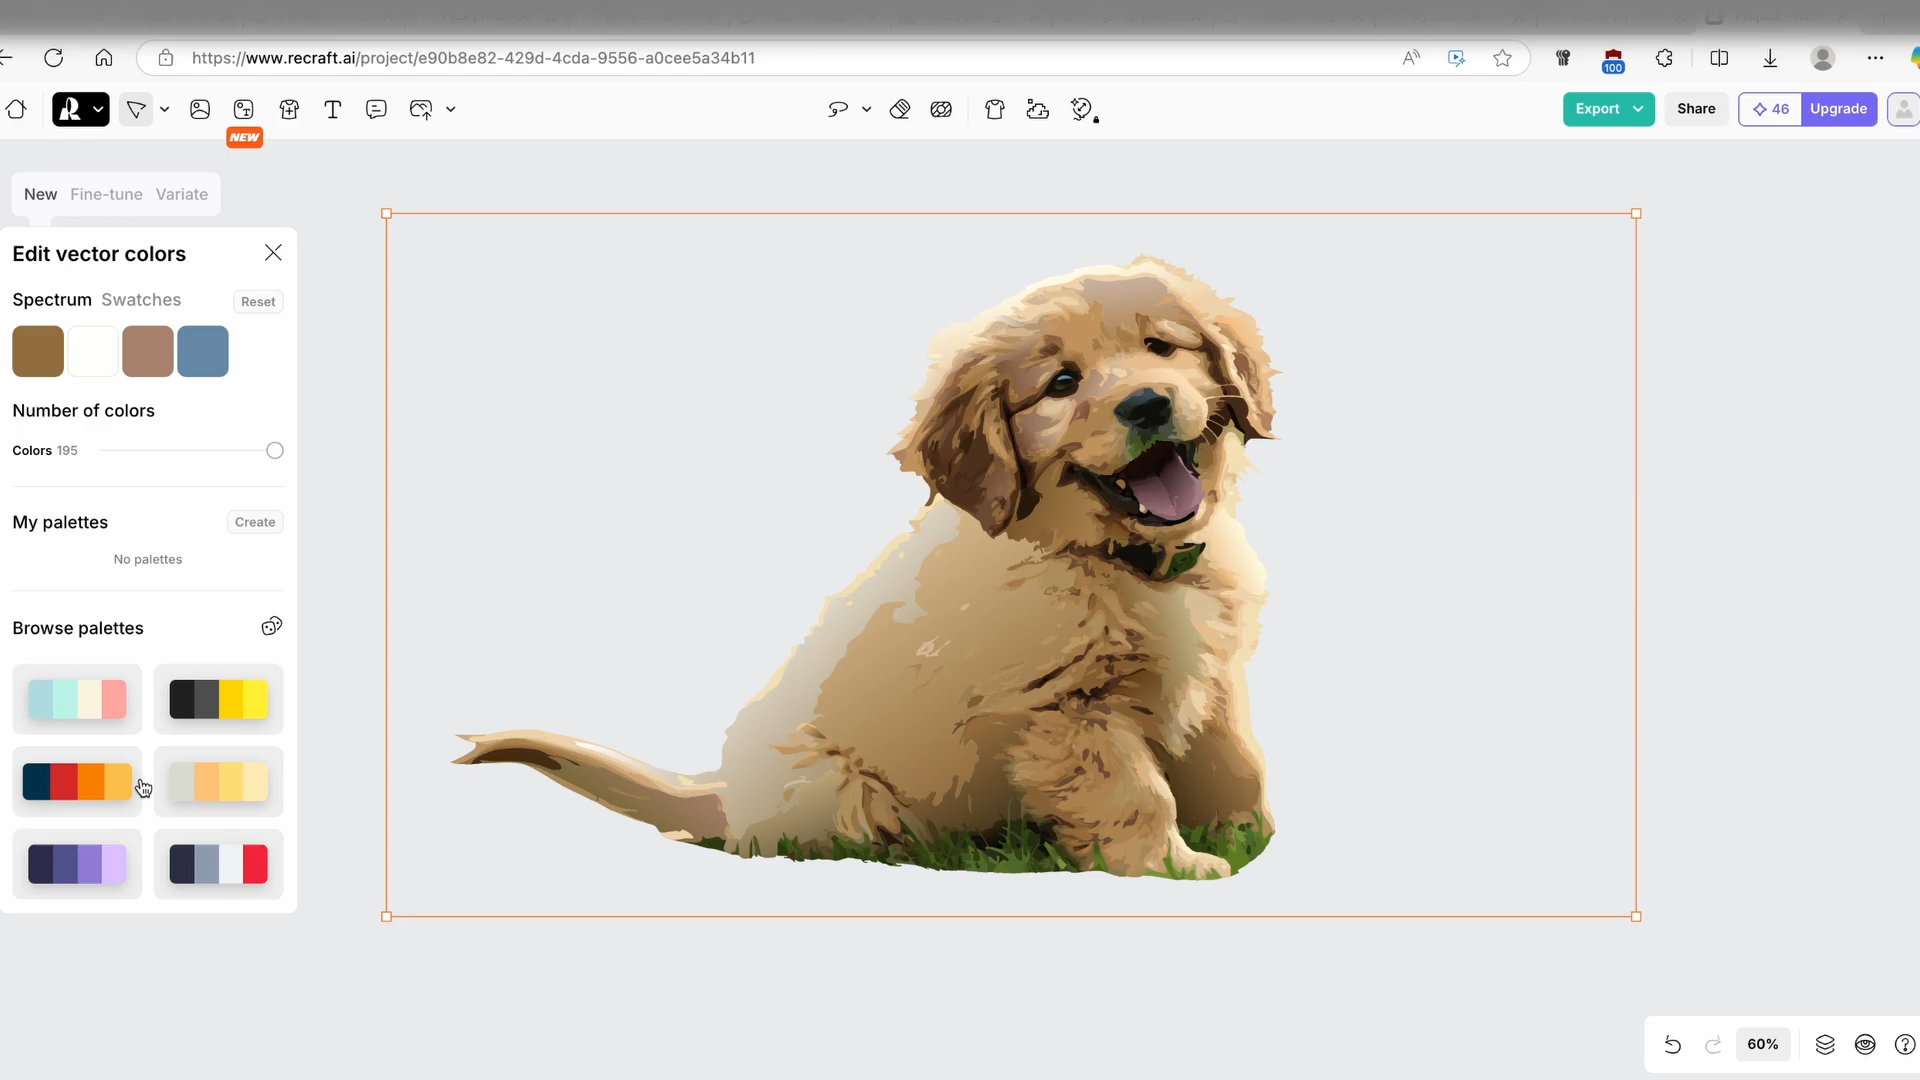 https://www.recraft.ai/project/e90b8e82-429d-4cda-9556-a0cee5a34b11
100
NEW
Export
Share
46
Upgrade
New Fine-tune Variate
Edit vector colors
Spectrum Swatches Reset
Number of colors
Colors 195
My palettes Create
No palettes
Browse palettes
60%